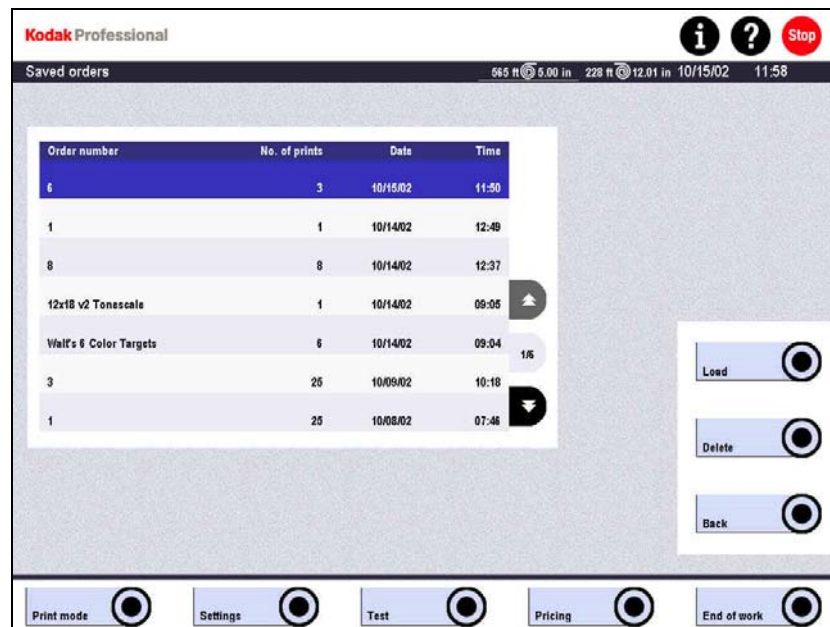 Kodak Professional
i ? Stop
Saved orders 565 ft 5.00 in 228 ft 12.01 in 10/15/02 11:58
Order number No. of prints Date Time
6 3 10/15/02 11:50
1 1 10/14/02 12:49
8 8 10/14/02 12:37
12x18 v2 Tonescale 1 10/14/02 09:05
Walt's 6 Color Targets 6 10/14/02 09:04
1/6
3 25 10/09/02 10:18
1 25 10/08/02 07:46
Load
Delete
Back
Print mode Settings Test Pricing End of work